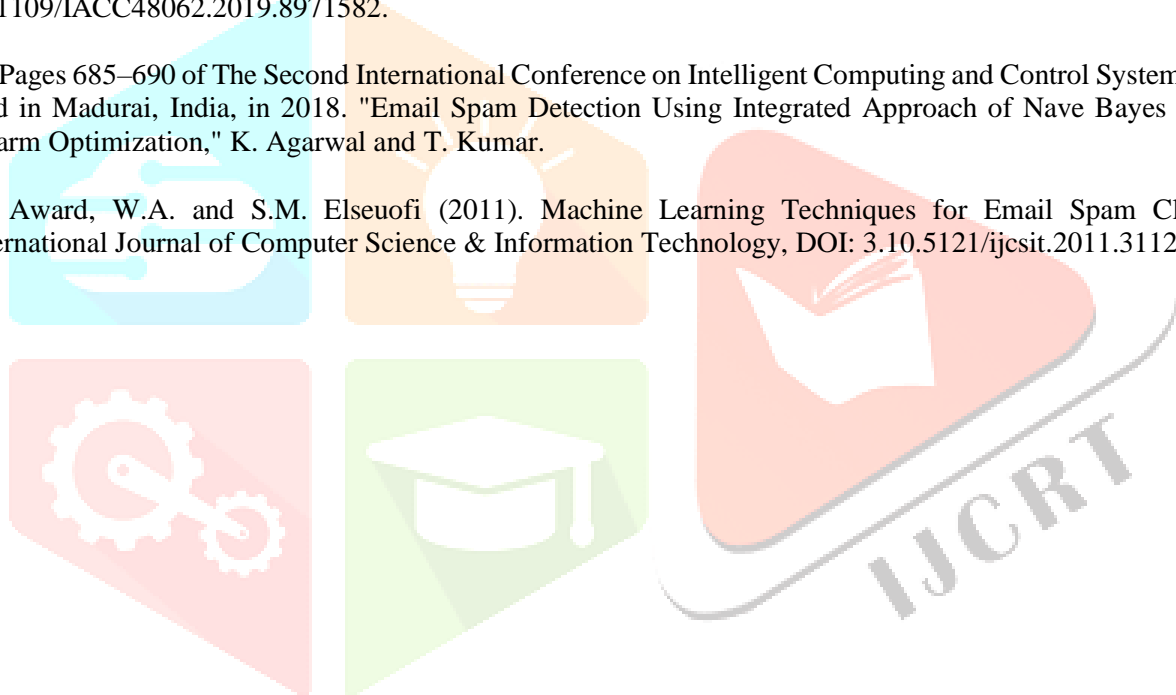 1109/IACC48062.2019.8971582.
Pages 685–690 of The Second International Conference on Intelligent Computing and Control System
d in Madurai, India, in 2018. "Email Spam Detection Using Integrated Approach of Nave Bayes
arm Optimization," K. Agarwal and T. Kumar.
Award, W.A. and S.M. Elseuofi (2011). Machine Learning Techniques for Email Spam Cl
ernational Journal of Computer Science & Information Technology, DOI: 3.10.5121/ijcsit.2011.3112
IJCRT